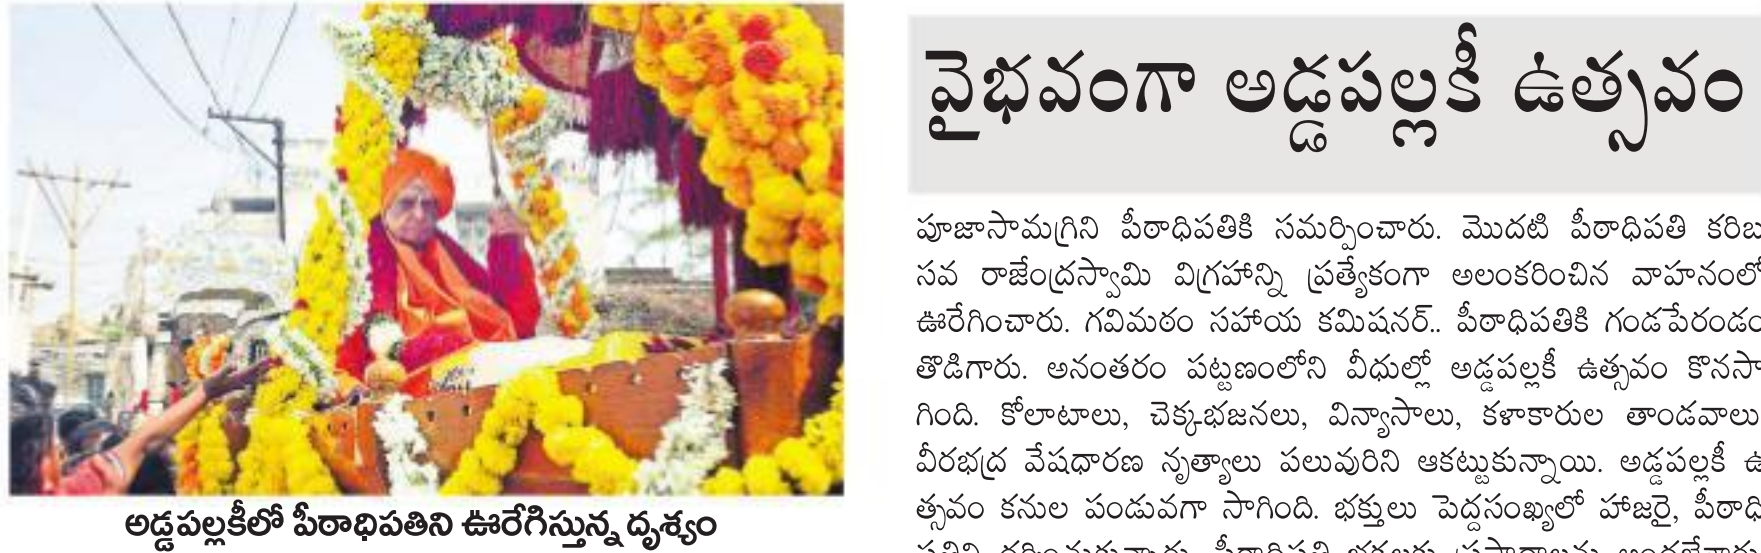 వైభవంగా అడ్డపల్లకీ ఉత్సవం
పూజాసామగ్రిని పీఠాధిపతికి సమర్పించారు. మొదటి పీఠాధిపతి కరిబ
సవ రాజేంద్రస్వామి విగ్రహాన్ని ప్రత్యేకంగా అలంకరించిన వాహనంలో
ఊరేగించారు. గవిమఠం సహాయ కమిషనర్.. పీఠాధిపతికి గండపేరండం
తొడిగారు. అనంతరం పట్టణంలోని వీధుల్లో అడ్డపల్లకీ ఉత్సవం కొనసా
గింది. కోలాటాలు, చెక్కభజనలు, విన్యాసాలు, కళాకారుల తాండవాలు
వీరభద్ర వేషధారణ నృత్యాలు పలువురిని ఆకట్టుకున్నాయి. అడ్డపల్లకీ ఉ
త్సవం కనుల పండువగా సాగింది. భక్తులు పెద్దసంఖ్యలో హాజరై, పీఠాధి
అడ్డపల్లకీలో పీఠాధిపతిని ఊరేగిస్తున్న దృశ్యం